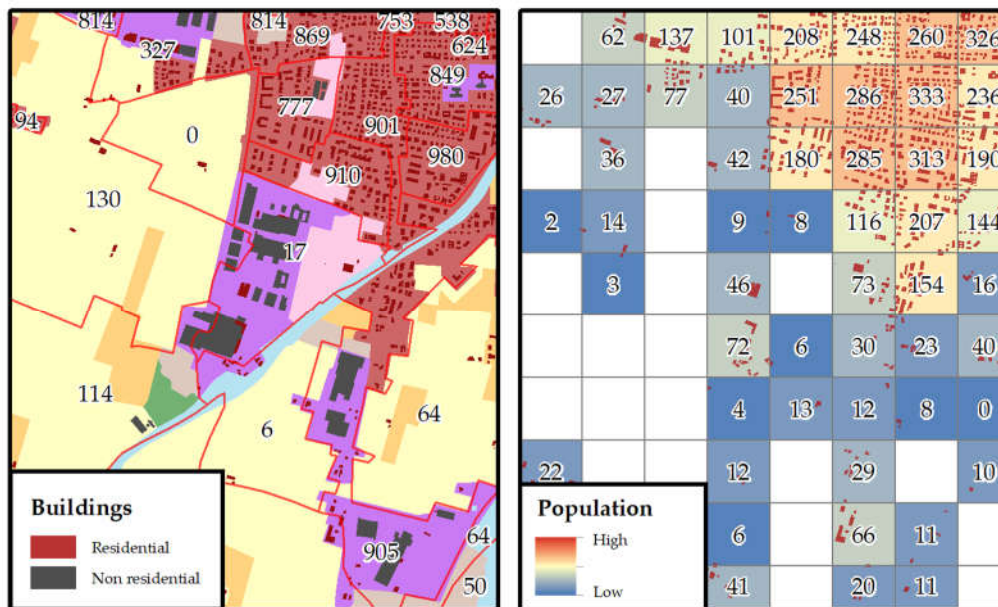 814
814
753
538
327
869
624
849
777
94
0
901
980
910
130
17
114
6
64
905
64
50
Buildings
Residential
Non residential
62 137 101 208 248 260 326
26 27 77 40 251 286 333 236
36 42 180 285 313 190
2 14 9 8 116 207 144
3 46 73 154 16
72 6 30 23 40
4 13 12 8 0
22 12 29 10
6 66 11
41 20 11
Population
High
Low